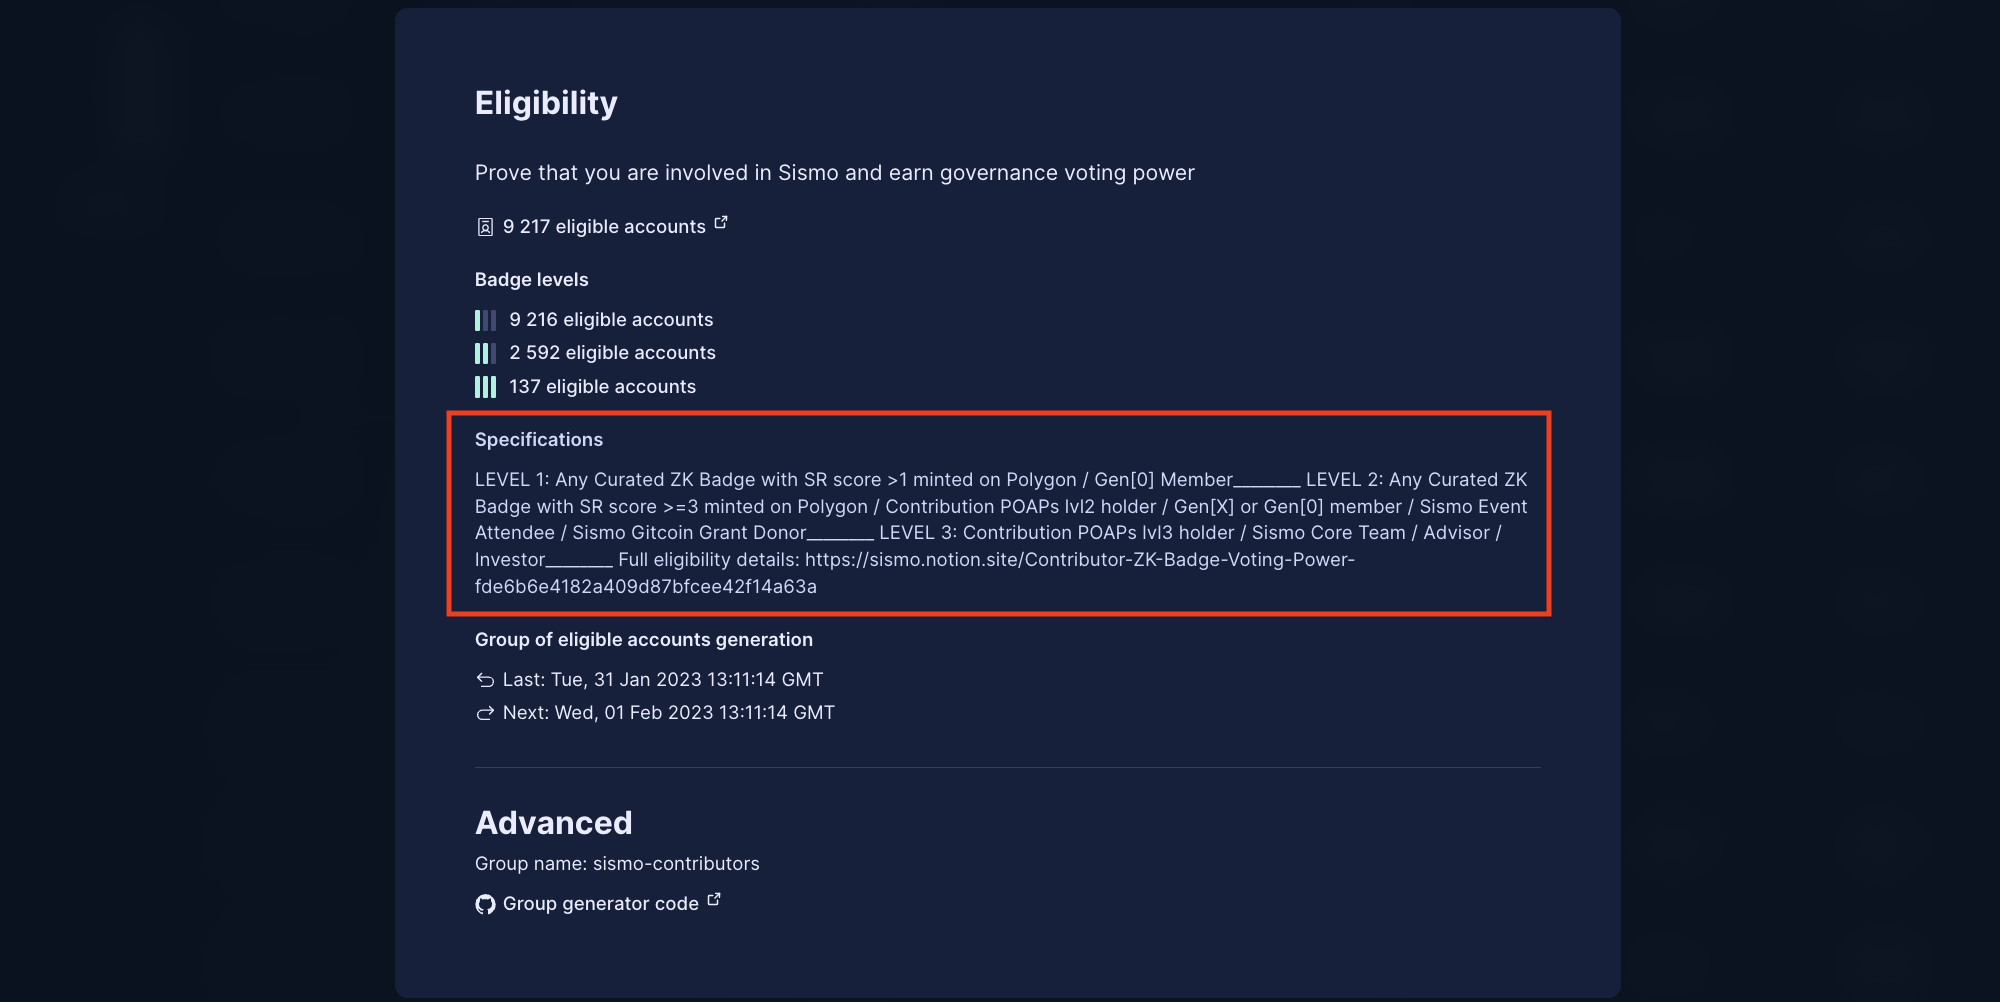 Eligibility
Prove that you are involved in Sismo and earn governance voting power
9 217 eligible accounts
Badge levels
9 216 eligible accounts
2 592 eligible accounts
137 eligible accounts
Specifications
LEVEL 1: Any Curated ZK Badge with SR score >1 minted on Polygon / Gen[0] Member________ LEVEL 2: Any Curated ZK
Badge with SR score >=3 minted on Polygon / Contribution POAPs lvl2 holder / Gen[X] or Gen[0] member / Sismo Event
Attendee / Sismo Gitcoin Grant Donor________ LEVEL 3: Contribution POAPs lvl3 holder / Sismo Core Team / Advisor /
Investor________ Full eligibility details: https://sismo.notion.site/Contributor-ZK-Badge-Voting-Power-
fde6b6e4182a409d87bfcee42f14a63a
Group of eligible accounts generation
Last: Tue, 31 Jan 2023 13:11:14 GMT
Next: Wed, 01 Feb 2023 13:11:14 GMT
Advanced
Group name: sismo-contributors
Group generator code